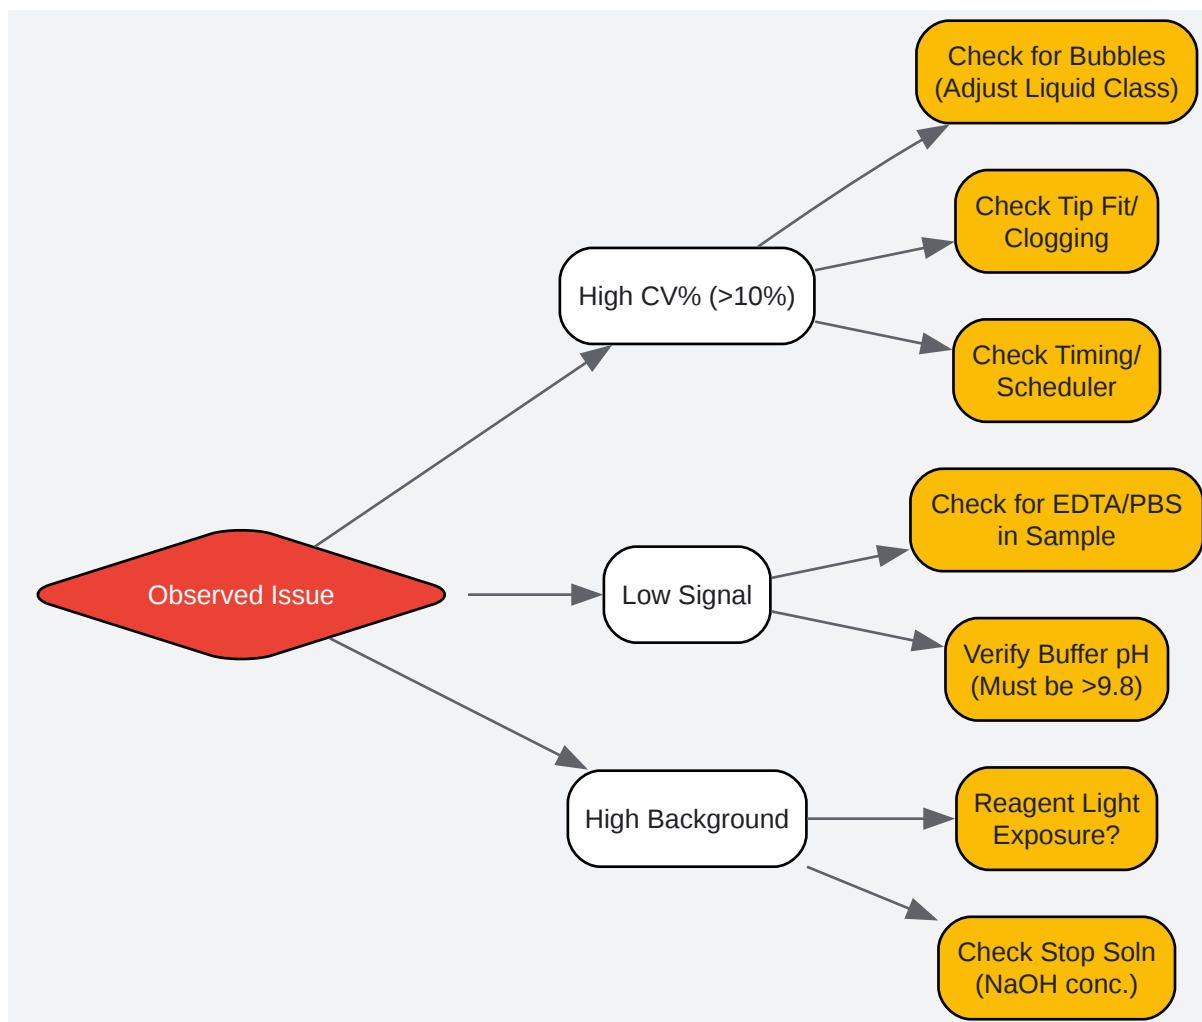 Check for Bubbles
(Adjust Liquid Class)
Check Tip Fit/
Clogging
High CV% (>10%)
Check Timing/
Scheduler
Check for EDTA/PBS
in Sample
Observed Issue
Low Signal
Verify Buffer pH
(Must be >9.8)
Reagent Light
Exposure?
High Background
Check Stop Soln
(NaOH conc.)